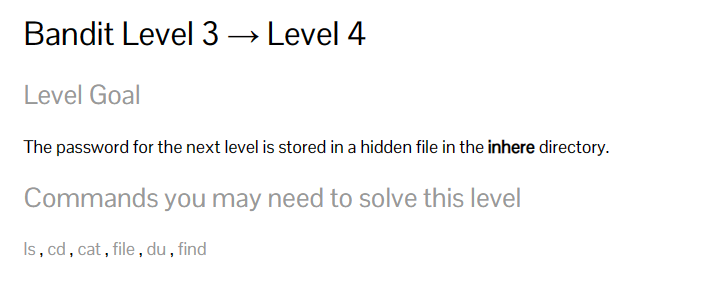 Bandit Level 3 → Level 4
Level Goal
The password for the next level is stored in a hidden file in the inhere directory.
Commands you may need to solve this level
ls , cd , cat , file , du , find